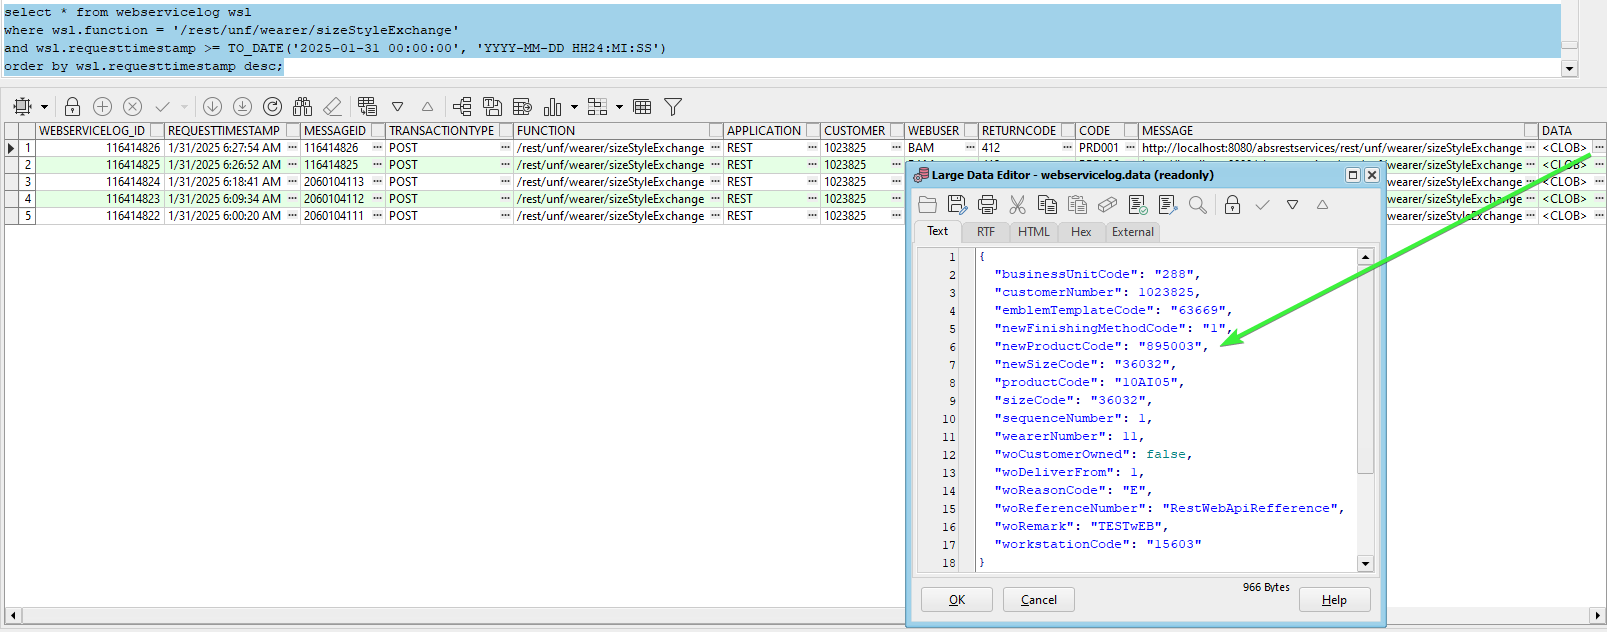 select * from webservicelog wsl
where wsl.function = '/rest/unf/wearer/sizeStyleExchange'
and wsl.requesttimestamp >= TO_DATE('2025-01-31 00:00:00', 'YYYY-MM-DD HH24:MI:SS')
order by wsl.requesttimestamp desc;
WEBSERVICELOG_ID REQUESTTIMESTAMP MESSAGEID TRANSACTIONTYPE FUNCTION APPLICATION CUSTOMER WEBUSER RETURNCODE CODE MESSAGE DATA
1 116414826 1/31/2025 6:27:54 AM 116414826 POST /rest/unf/wearer/sizeStyleExchange REST 1023825 BAM 412 PRD001 http://localhost:8080/absrestservices/rest/unf/wearer/sizeStyleExchange <CLOB>
2 116414825 1/31/2025 6:26:52 AM 116414825 POST /rest/unf/wearer/sizeStyleExchange REST 1023825 <CLOB>
3 116414824 1/31/2025 6:18:41 AM 2060104113 POST /rest/unf/wearer/sizeStyleExchange REST 1023825 wearer/sizeStyleExchange <CLOB>
4 116414823 1/31/2025 6:09:34 AM 2060104112 POST /rest/unf/wearer/sizeStyleExchange REST 1023825 wearer/sizeStyleExchange <CLOB>
5 116414822 1/31/2025 6:00:20 AM 2060104111 POST /rest/unf/wearer/sizeStyleExchange REST 1023825 wearer/sizeStyleExchange <CLOB>
Large Data Editor - webservicelog.data (readonly)
Text RTF HTML Hex External
1 {
2 "businessUnitCode": "288",
3 "customerNumber": 1023825,
4 "emblemTemplateCode": "63669",
5 "newFinishingMethodCode": "1",
6 "newProductCode": "895003",
7 "newSizeCode": "36032",
8 "productCode": "10AI05",
9 "sizeCode": "36032",
10 "sequenceNumber": 1,
11 "wearerNumber": 11,
12 "woCustomerOwned": false,
13 "woDeliverFrom": 1,
14 "woReasonCode": "E",
15 "woReferenceNumber": "RestWebApiRefference",
16 "woRemark": "TESTwEB",
17 "workstationCode": "15603"
18 }
966 Bytes
OK Cancel Help